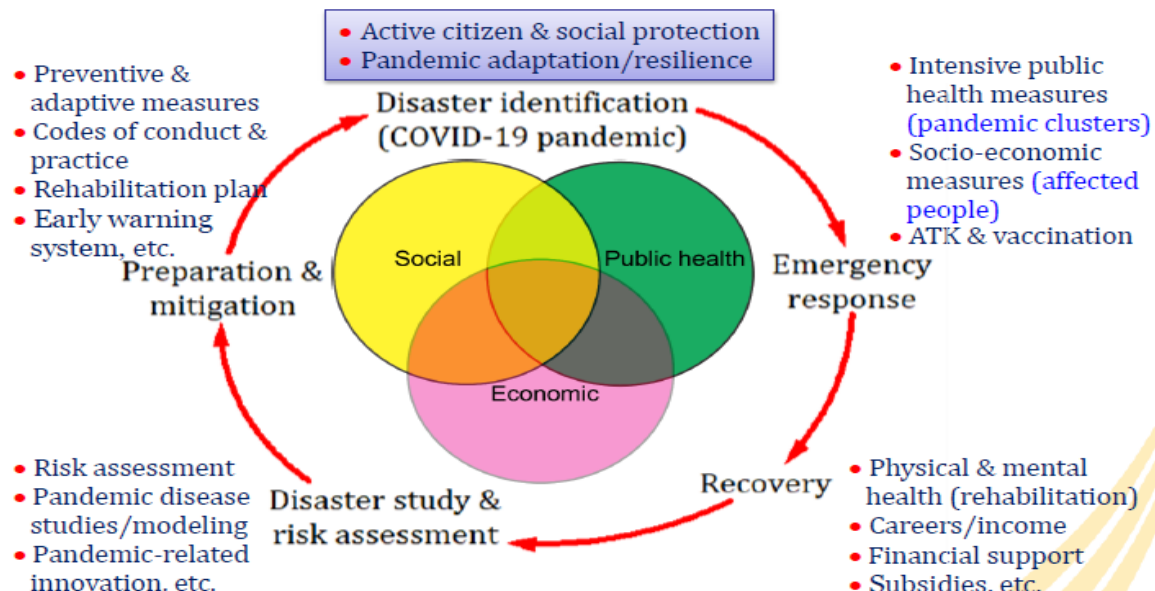 • Active citizen & social protection
• Pandemic adaptation/resilience
• Preventive &
adaptive measures
• Codes of conduct &
practice
• Rehabilitation plan
• Early warning
system, etc.
Disaster identification
(COVID-19 pandemic)
• Intensive public
health measures
(pandemic clusters)
• Socio-economic
measures (affected
people)
• ATK & vaccination
Social
Public health
Economic
Preparation &
mitigation
Emergency
response
• Risk assessment
• Pandemic disease
studies/modeling
• Pandemic-related
innovation, etc.
Disaster study &
risk assessment
Recovery
• Physical & mental
health (rehabilitation)
• Careers/income
• Financial support
• Subsidies, etc.